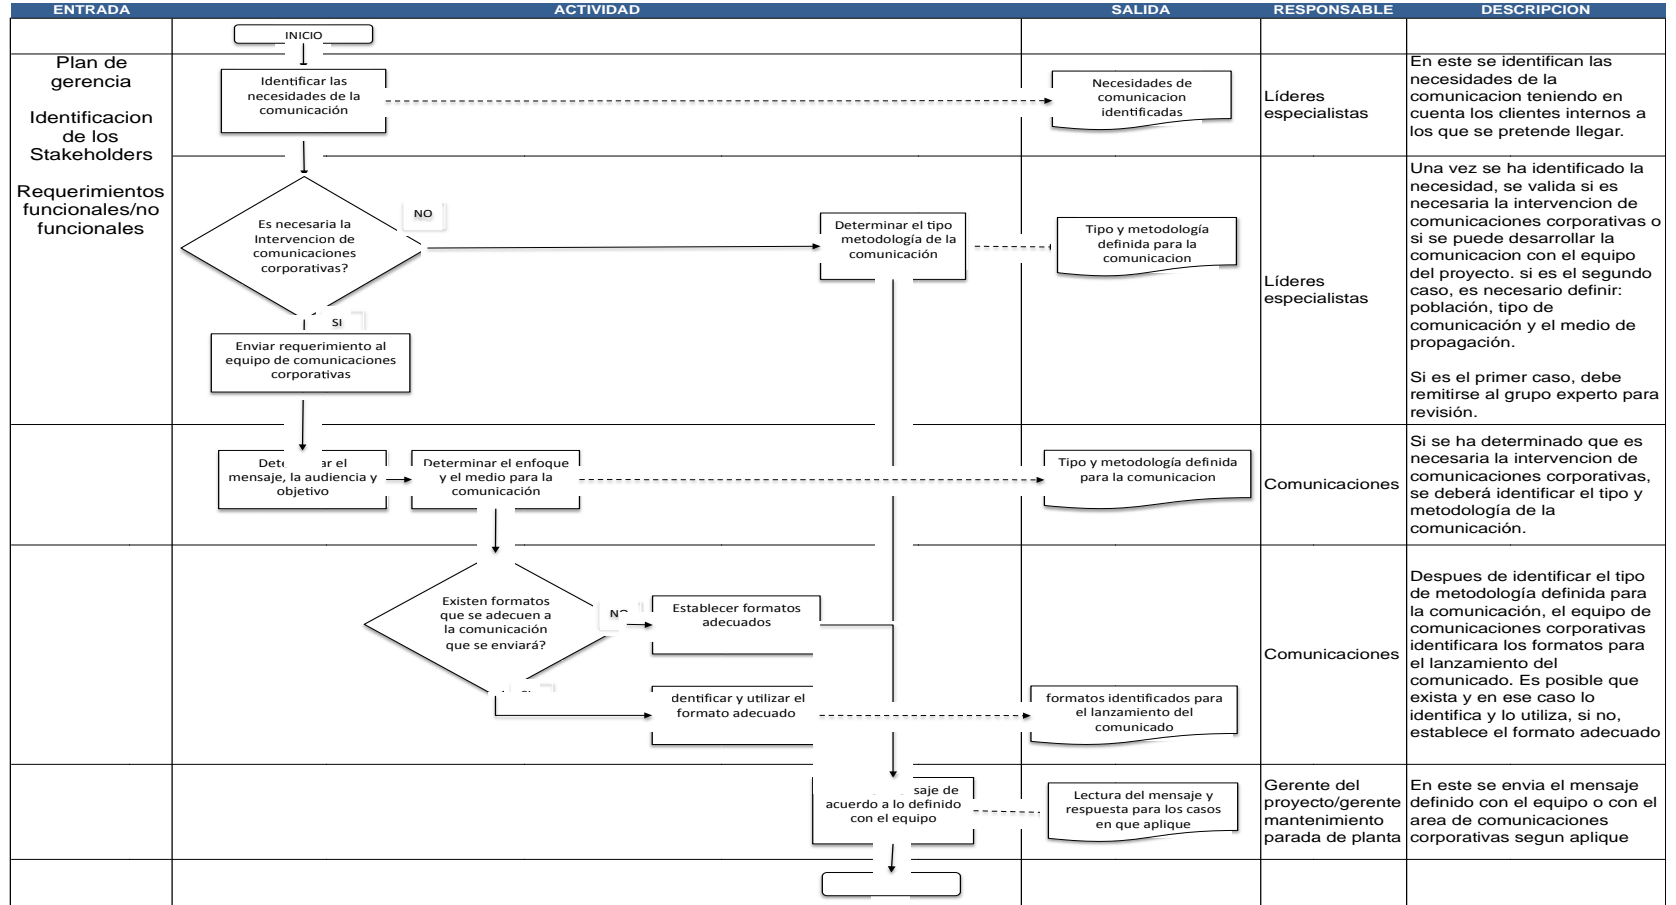 ENTRADA
ACTIVIDAD
SALIDA
RESPONSABLE
DESCRIPCION
INICIO
Plan de
gerencia
Identificacion
de los
Stakeholders
Requerimientos
funcionales/no
funcionales
Identificar las
necesidades de la
comunicación
Necesidades de
comunicacion
identificadas
Líderes
especialistas
En este se identifican las
necesidades de la
comunicacion teniendo en
cuenta los clientes internos a
los que se pretende llegar.
Es necesaria la
Intervencion de
comunicaciones
corporativas?
NO
Determinar el tipo
metodología de la
comunicación
Tipo y metodología
definida para la
comunicacion
SI
Enviar requerimiento al
equipo de comunicaciones
corporativas
Líderes
especialistas
Una vez se ha identificado la
necesidad, se valida si es
necesaria la intervencion de
comunicaciones corporativas o
si se puede desarrollar la
comunicacion con el equipo
del proyecto. si es el segundo
caso, es necesario definir:
población, tipo de
comunicación y el medio de
propagación.
Si es el primer caso, debe
remitirse al grupo experto para
revisión.
ar el
mensaje, la audiencia y
objetivo
Determinar el enfoque
y el medio para la
comunicación
Tipo y metodología definida
para la comunicacion
Comunicaciones
Si se ha determinado que es
necesaria la intervencion de
comunicaciones corporativas,
se deberá identificar el tipo y
metodología de la
comunicación.
Existen formatos
que se adecuen a
la comunicación
que se enviará?
Establecer formatos
adecuados
dentificar y utilizar el
formato adecuado
formatos identificados para
el lanzamiento del
comunicado
Comunicaciones
Despues de identificar el tipo
de metodología definida para
la comunicación, el equipo de
comunicaciones corporativas
identificara los formatos para
el lanzamiento del
comunicado. Es posible que
exista y en ese caso lo
identifica y lo utiliza, si no,
establece el formato adecuado
saje de
acuerdo a lo definido
con el equipo
Lectura del mensaje y
respuesta para los casos
en que aplique
Gerente del
proyecto/gerente
mantenimiento
parada de planta
En este se envia el mensaje
definido con el equipo o con el
area de comunicaciones
corporativas segun aplique